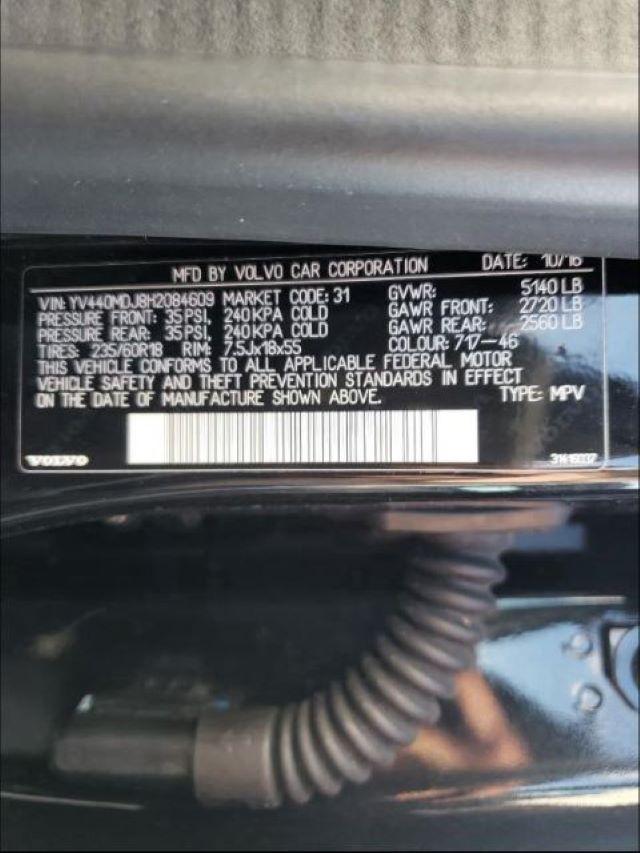 MFD BY VOLVO CAR CORPORATION DATE: 10/16
VIN: YV440MDJ8H2084609 MARKET CODE: 31 GVWR: 5140 LB
PRESSURE FRONT: 35 PSI, 240 KPA COLD GAWR FRONT: 2720 LB
PRESSURE REAR: 35 PSI, 240 KPA COLD GAWR REAR: 2560 LB
TIRES: 235/60R18 RIM: 7.5Jx18x55 COLOUR: 717-46
THIS VEHICLE CONFORMS TO ALL APPLICABLE FEDERAL MOTOR
VEHICLE SAFETY AND THEFT PREVENTION STANDARDS IN EFFECT
ON THE DATE OF MANUFACTURE SHOWN ABOVE. TYPE: MPV
VOLVO